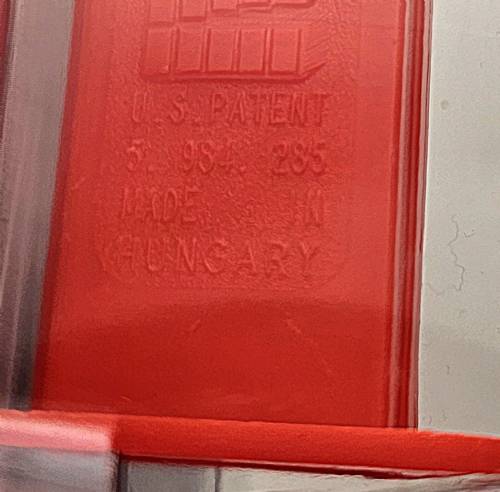 U.S. PATENT
5. 984. 285
MADE IN
HUNGARY